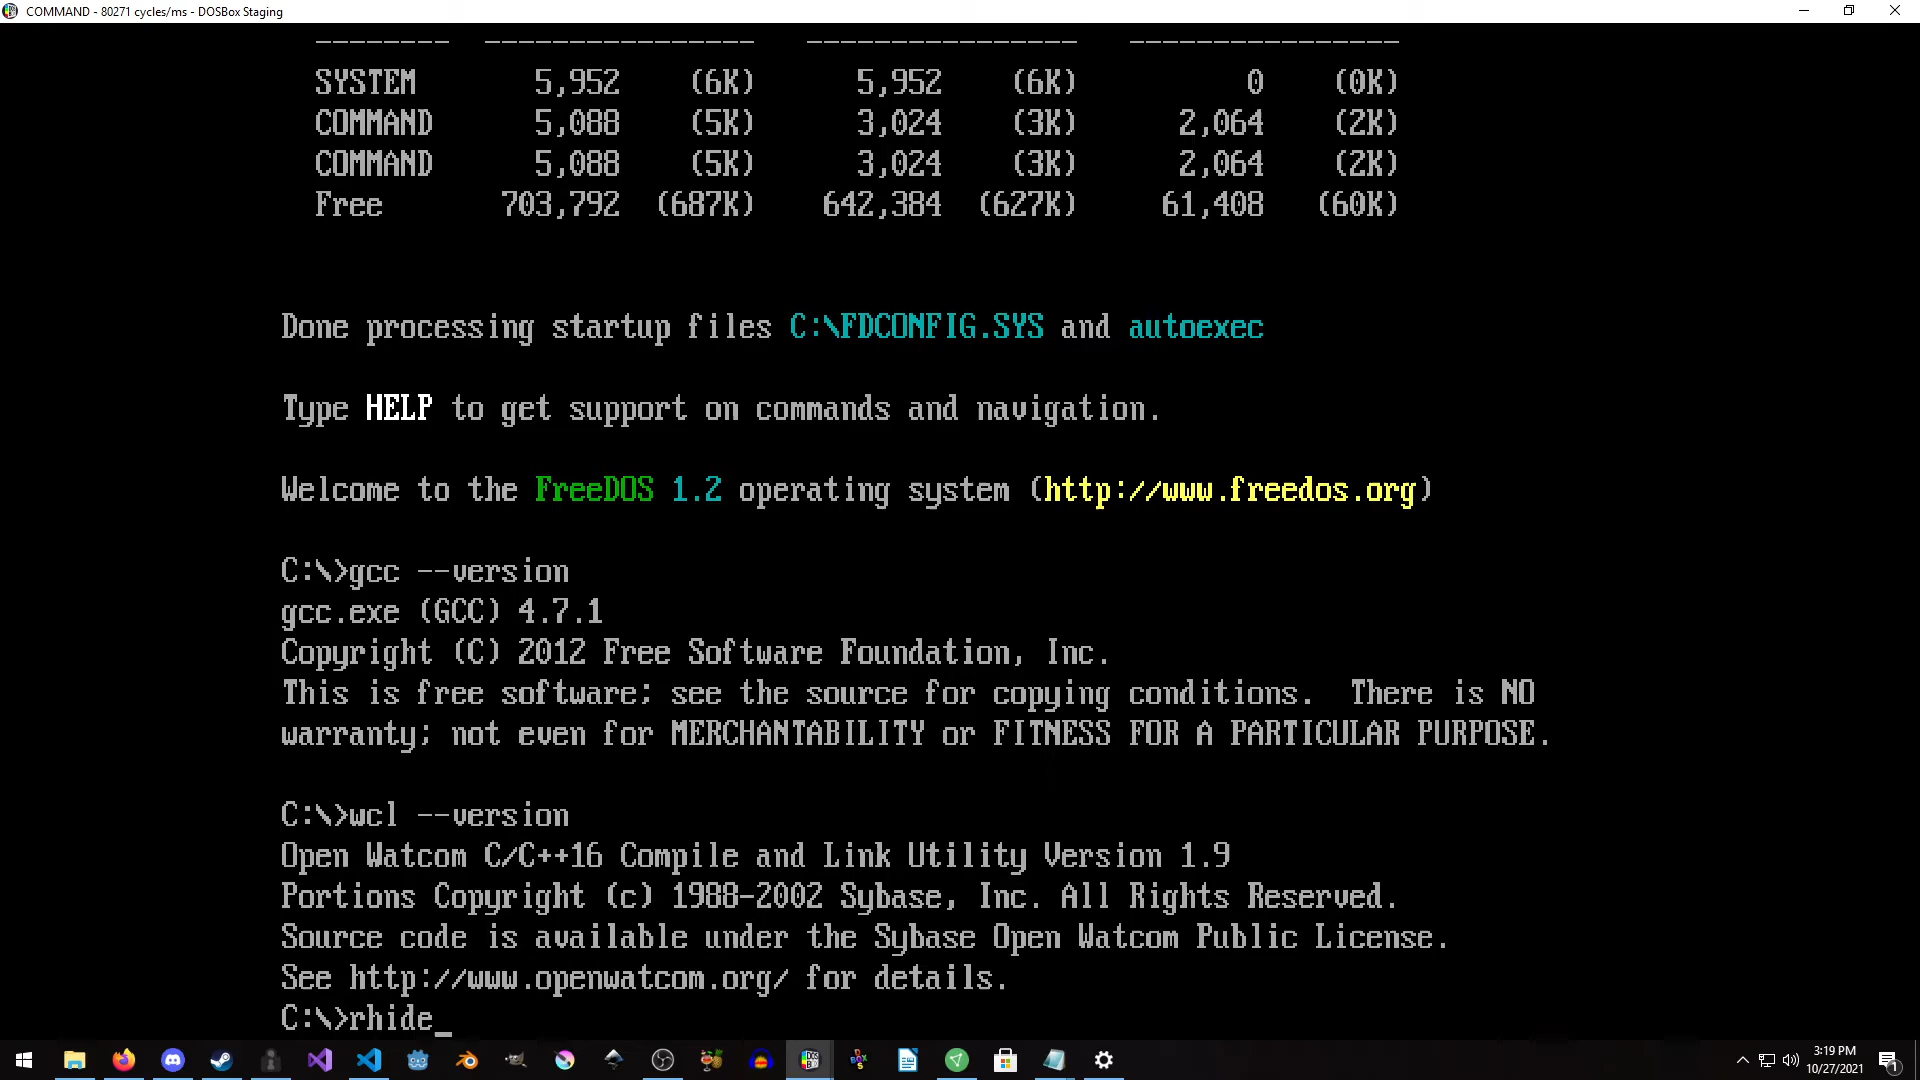 COMMAND - 80271 cycles/ms - DOSBox Staging
-------- ---------------- ---------------- ----------------
SYSTEM 5,952 (6K) 5,952 (6K) 0 (0K)
COMMAND 5,088 (5K) 3,024 (3K) 2,064 (2K)
COMMAND 5,088 (5K) 3,024 (3K) 2,064 (2K)
Free 703,792 (687K) 642,384 (627K) 61,408 (60K)
Done processing startup files C:\FDCONFIG.SYS and autoexec
Type HELP to get support on commands and navigation.
Welcome to the FreeDOS 1.2 operating system (http://www.freedos.org)
C:\>gcc --version
gcc.exe (GCC) 4.7.1
Copyright (C) 2012 Free Software Foundation, Inc.
This is free software; see the source for copying conditions.  There is NO
warranty; not even for MERCHANTABILITY or FITNESS FOR A PARTICULAR PURPOSE.
C:\>wcl --version
Open Watcom C/C++16 Compile and Link Utility Version 1.9
Portions Copyright (c) 1988-2002 Sybase, Inc. All Rights Reserved.
Source code is available under the Sybase Open Watcom Public License.
See http://www.openwatcom.org/ for details.
C:\>rhide_
3:19 PM
10/27/2021
1